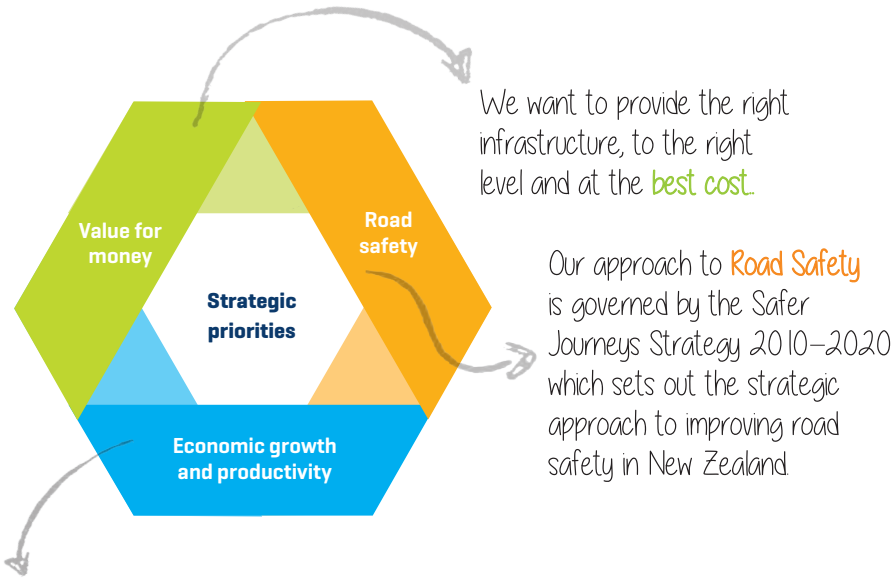 We want to provide the right
infrastructure, to the right
level and at the best cost..
Value for
money
Road
safety
Strategic
priorities
Our approach to Road Safety
is governed by the Safer
Journeys Strategy 2010–2020
which sets out the strategic
approach to improving road
safety in New Zealand.
Economic growth
and productivity